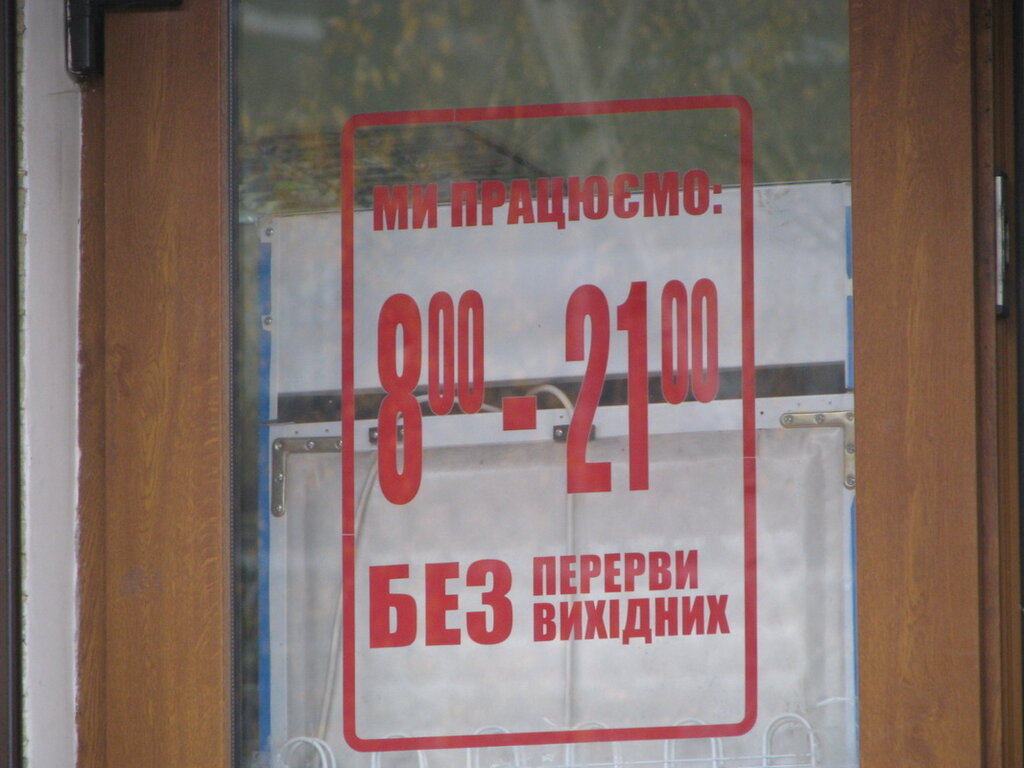 МИ ПРАЦЮЄМО:
8⁰⁰ - 21⁰⁰
БЕЗ ПЕРЕРВИ
ВИХІДНИХ